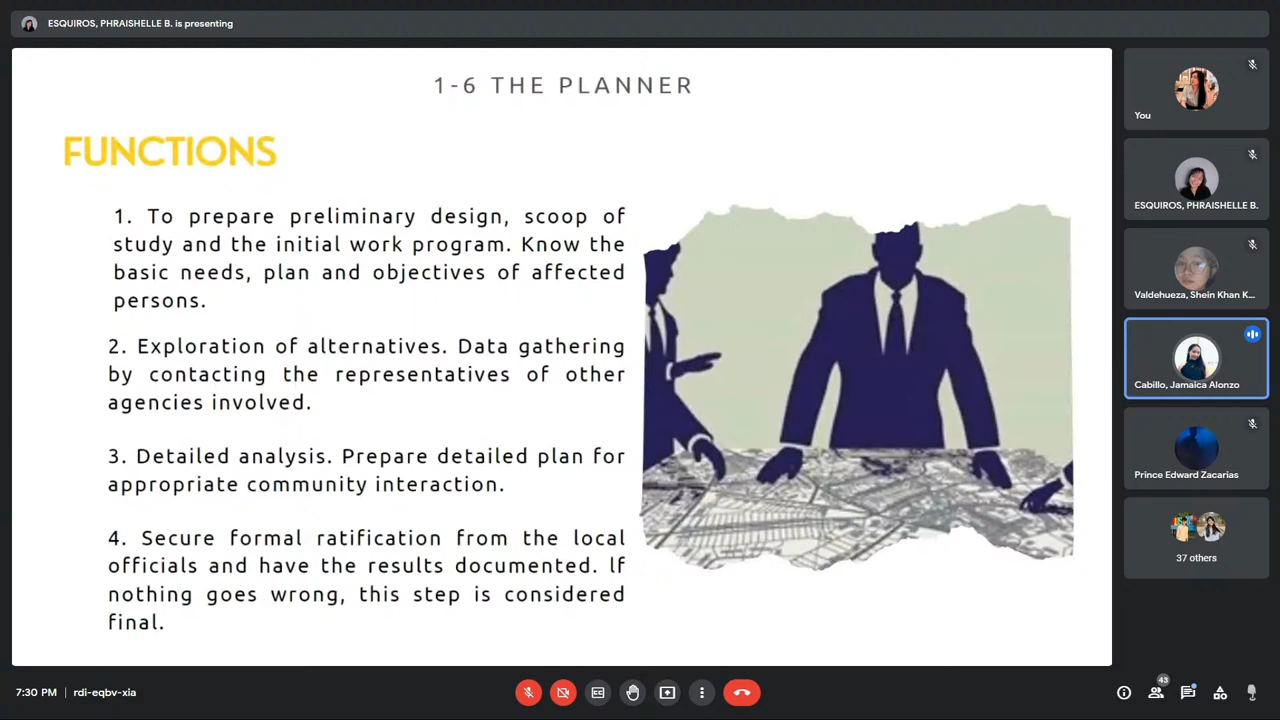 ESQUIROS, PHRAISHELLE B. is presenting
1-6 THE PLANNER
FUNCTIONS
1. To prepare preliminary design, scoop of
study and the initial work program. Know the
basic needs, plan and objectives of affected
persons.
2. Exploration of alternatives. Data gathering
by contacting the representatives of other
agencies involved.
3. Detailed analysis. Prepare detailed plan for
appropriate community interaction.
4. Secure formal ratification from the local
officials and have the results documented. If
nothing goes wrong, this step is considered
final.
You
ESQUIROS, PHRAISHELLE B.
Valdehueza, Shein Khan K...
Cabillo, Jamaica Alonzo
Prince Edward Zacarias
37 others
7:30 PM | rdi-eqbv-xia
43